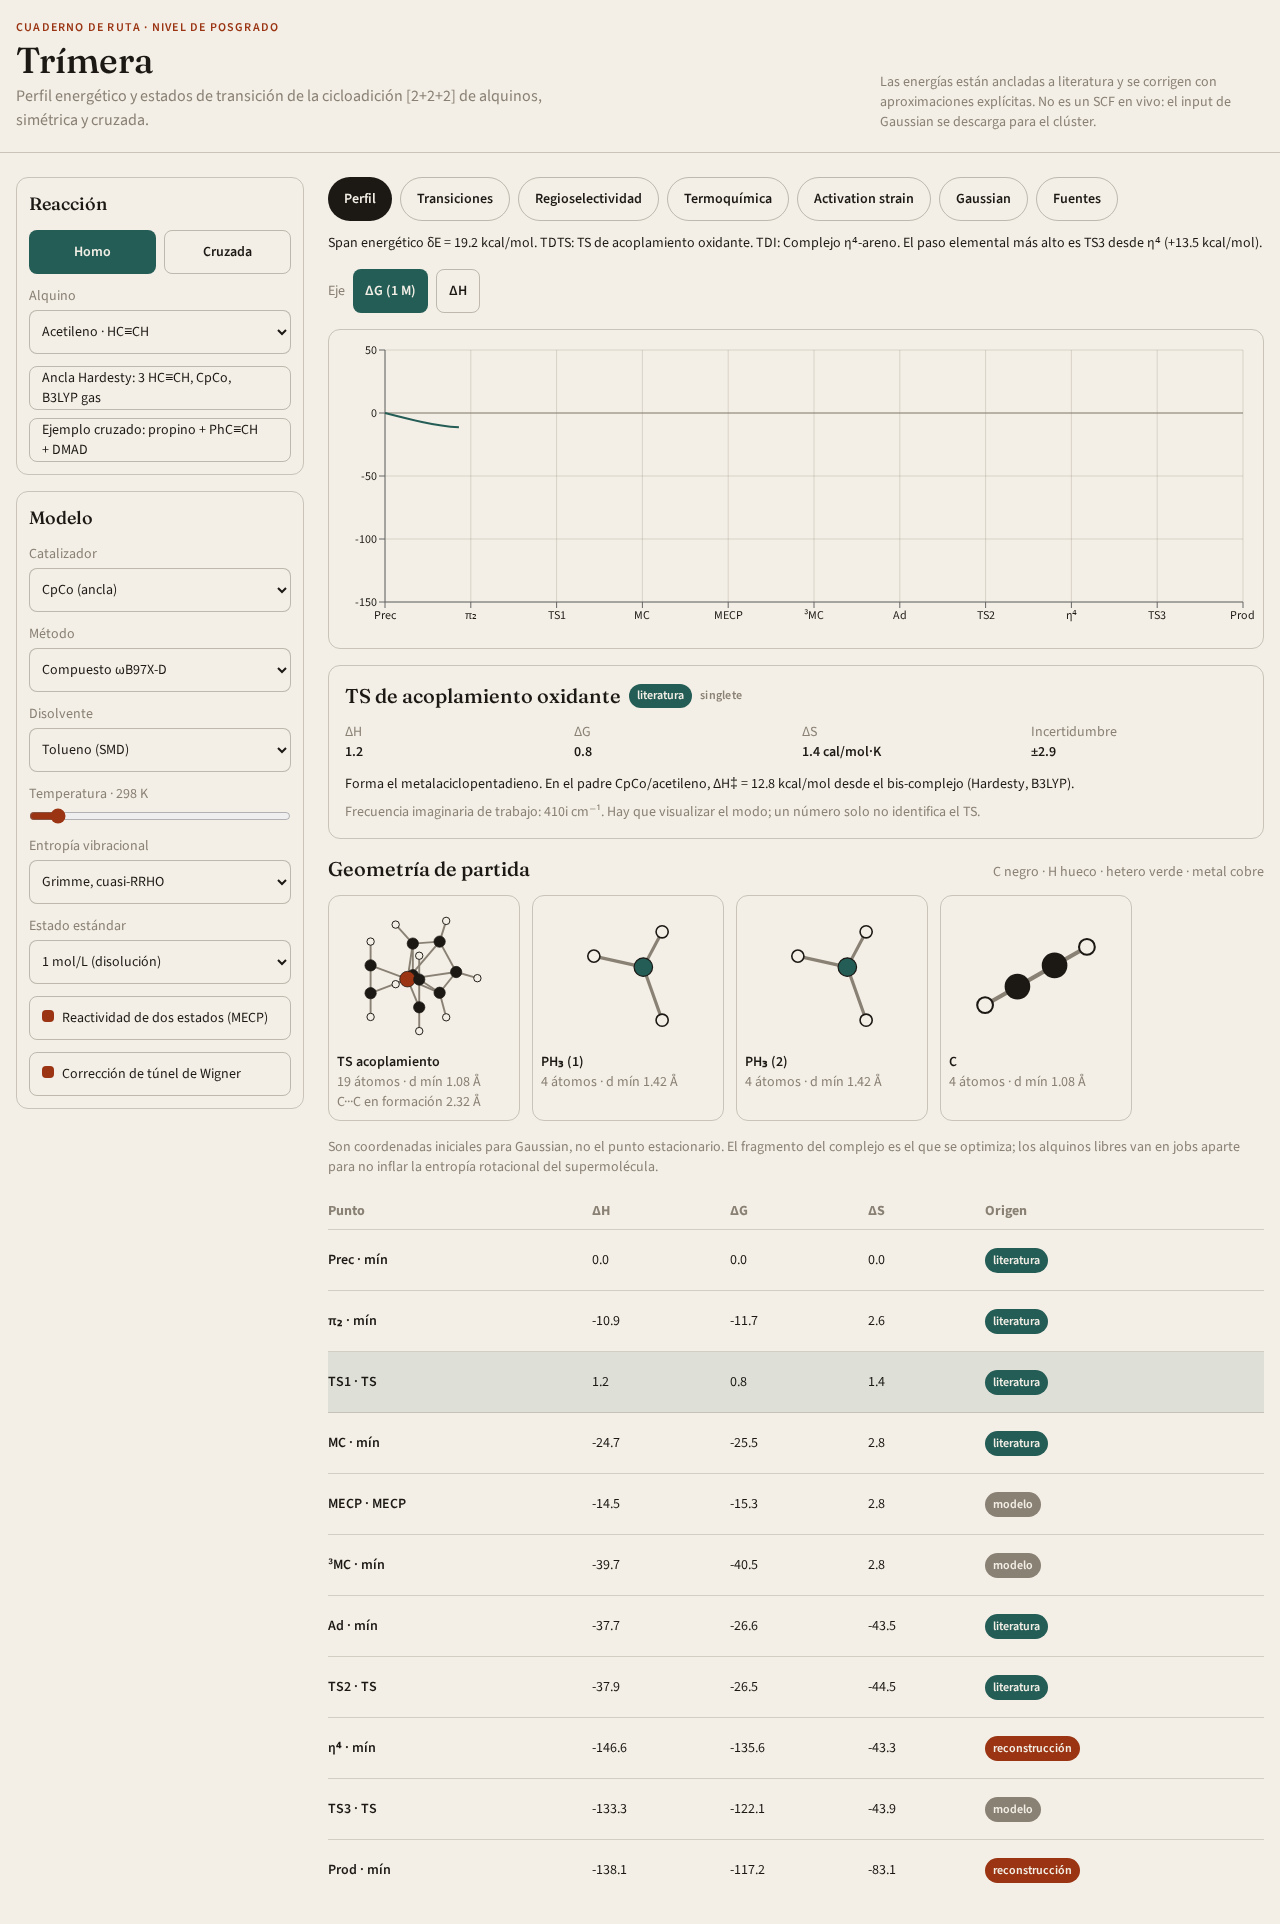 CUADERNO DE RUTA · NIVEL DE POSGRADO
Trímera
Perfil energético y estados de transición de la cicloadición [2+2+2] de alquinos,
simétrica y cruzada.
Las energías están ancladas a literatura y se corrigen con
aproximaciones explícitas. No es un SCF en vivo: el input de
Gaussian se descarga para el clúster.
Reacción
Homo
Cruzada
Alquino
Acetileno · HC≡CH
Ancla Hardesty: 3 HC≡CH, CpCo,
B3LYP gas
Ejemplo cruzado: propino + PhC≡CH
+ DMAD
Modelo
Catalizador
CpCo (ancla)
Método
Compuesto ωB97X-D
Disolvente
Tolueno (SMD)
Temperatura · 298 K
Entropía vibracional
Grimme, cuasi-RRHO
Estado estándar
1 mol/L (disolución)
Reactividad de dos estados (MECP)
Corrección de túnel de Wigner
Perfil
Transiciones
Regioselectividad
Termoquímica
Activation strain
Gaussian
Fuentes
Span energético δE = 19.2 kcal/mol. TDTS: TS de acoplamiento oxidante. TDI: Complejo η⁴-areno. El paso elemental más alto es TS3 desde η⁴ (+13.5 kcal/mol).
Eje
ΔG (1 M)
ΔH
50
0
-50
-100
-150
Prec π₂ TS1 MC MECP ³MC Ad TS2 η⁴ TS3 Prod
TS de acoplamiento oxidante literatura singlete
ΔH ΔG ΔS Incertidumbre
1.2 0.8 1.4 cal/mol·K ±2.9
Forma el metalaciclopentadieno. En el padre CpCo/acetileno, ΔH‡ = 12.8 kcal/mol desde el bis-complejo (Hardesty, B3LYP).
Frecuencia imaginaria de trabajo: 410i cm⁻¹. Hay que visualizar el modo; un número solo no identifica el TS.
Geometría de partida
C negro · H hueco · hetero verde · metal cobre
TS acoplamiento
19 átomos · d mín 1.08 Å
C···C en formación 2.32 Å
PH₃ (1)
4 átomos · d mín 1.42 Å
PH₃ (2)
4 átomos · d mín 1.42 Å
C
4 átomos · d mín 1.08 Å
Son coordenadas iniciales para Gaussian, no el punto estacionario. El fragmento del complejo es el que se optimiza; los alquinos libres van en jobs aparte
para no inflar la entropía rotacional del supermolécula.
Punto ΔH ΔG ΔS Origen
Prec · mín 0.0 0.0 0.0 literatura
π₂ · mín -10.9 -11.7 2.6 literatura
TS1 · TS 1.2 0.8 1.4 literatura
MC · mín -24.7 -25.5 2.8 literatura
MECP · MECP -14.5 -15.3 2.8 modelo
³MC · mín -39.7 -40.5 2.8 modelo
Ad · mín -37.7 -26.6 -43.5 literatura
TS2 · TS -37.9 -26.5 -44.5 literatura
η⁴ · mín -146.6 -135.6 -43.3 reconstrucción
TS3 · TS -133.3 -122.1 -43.9 modelo
Prod · mín -138.1 -117.2 -83.1 reconstrucción